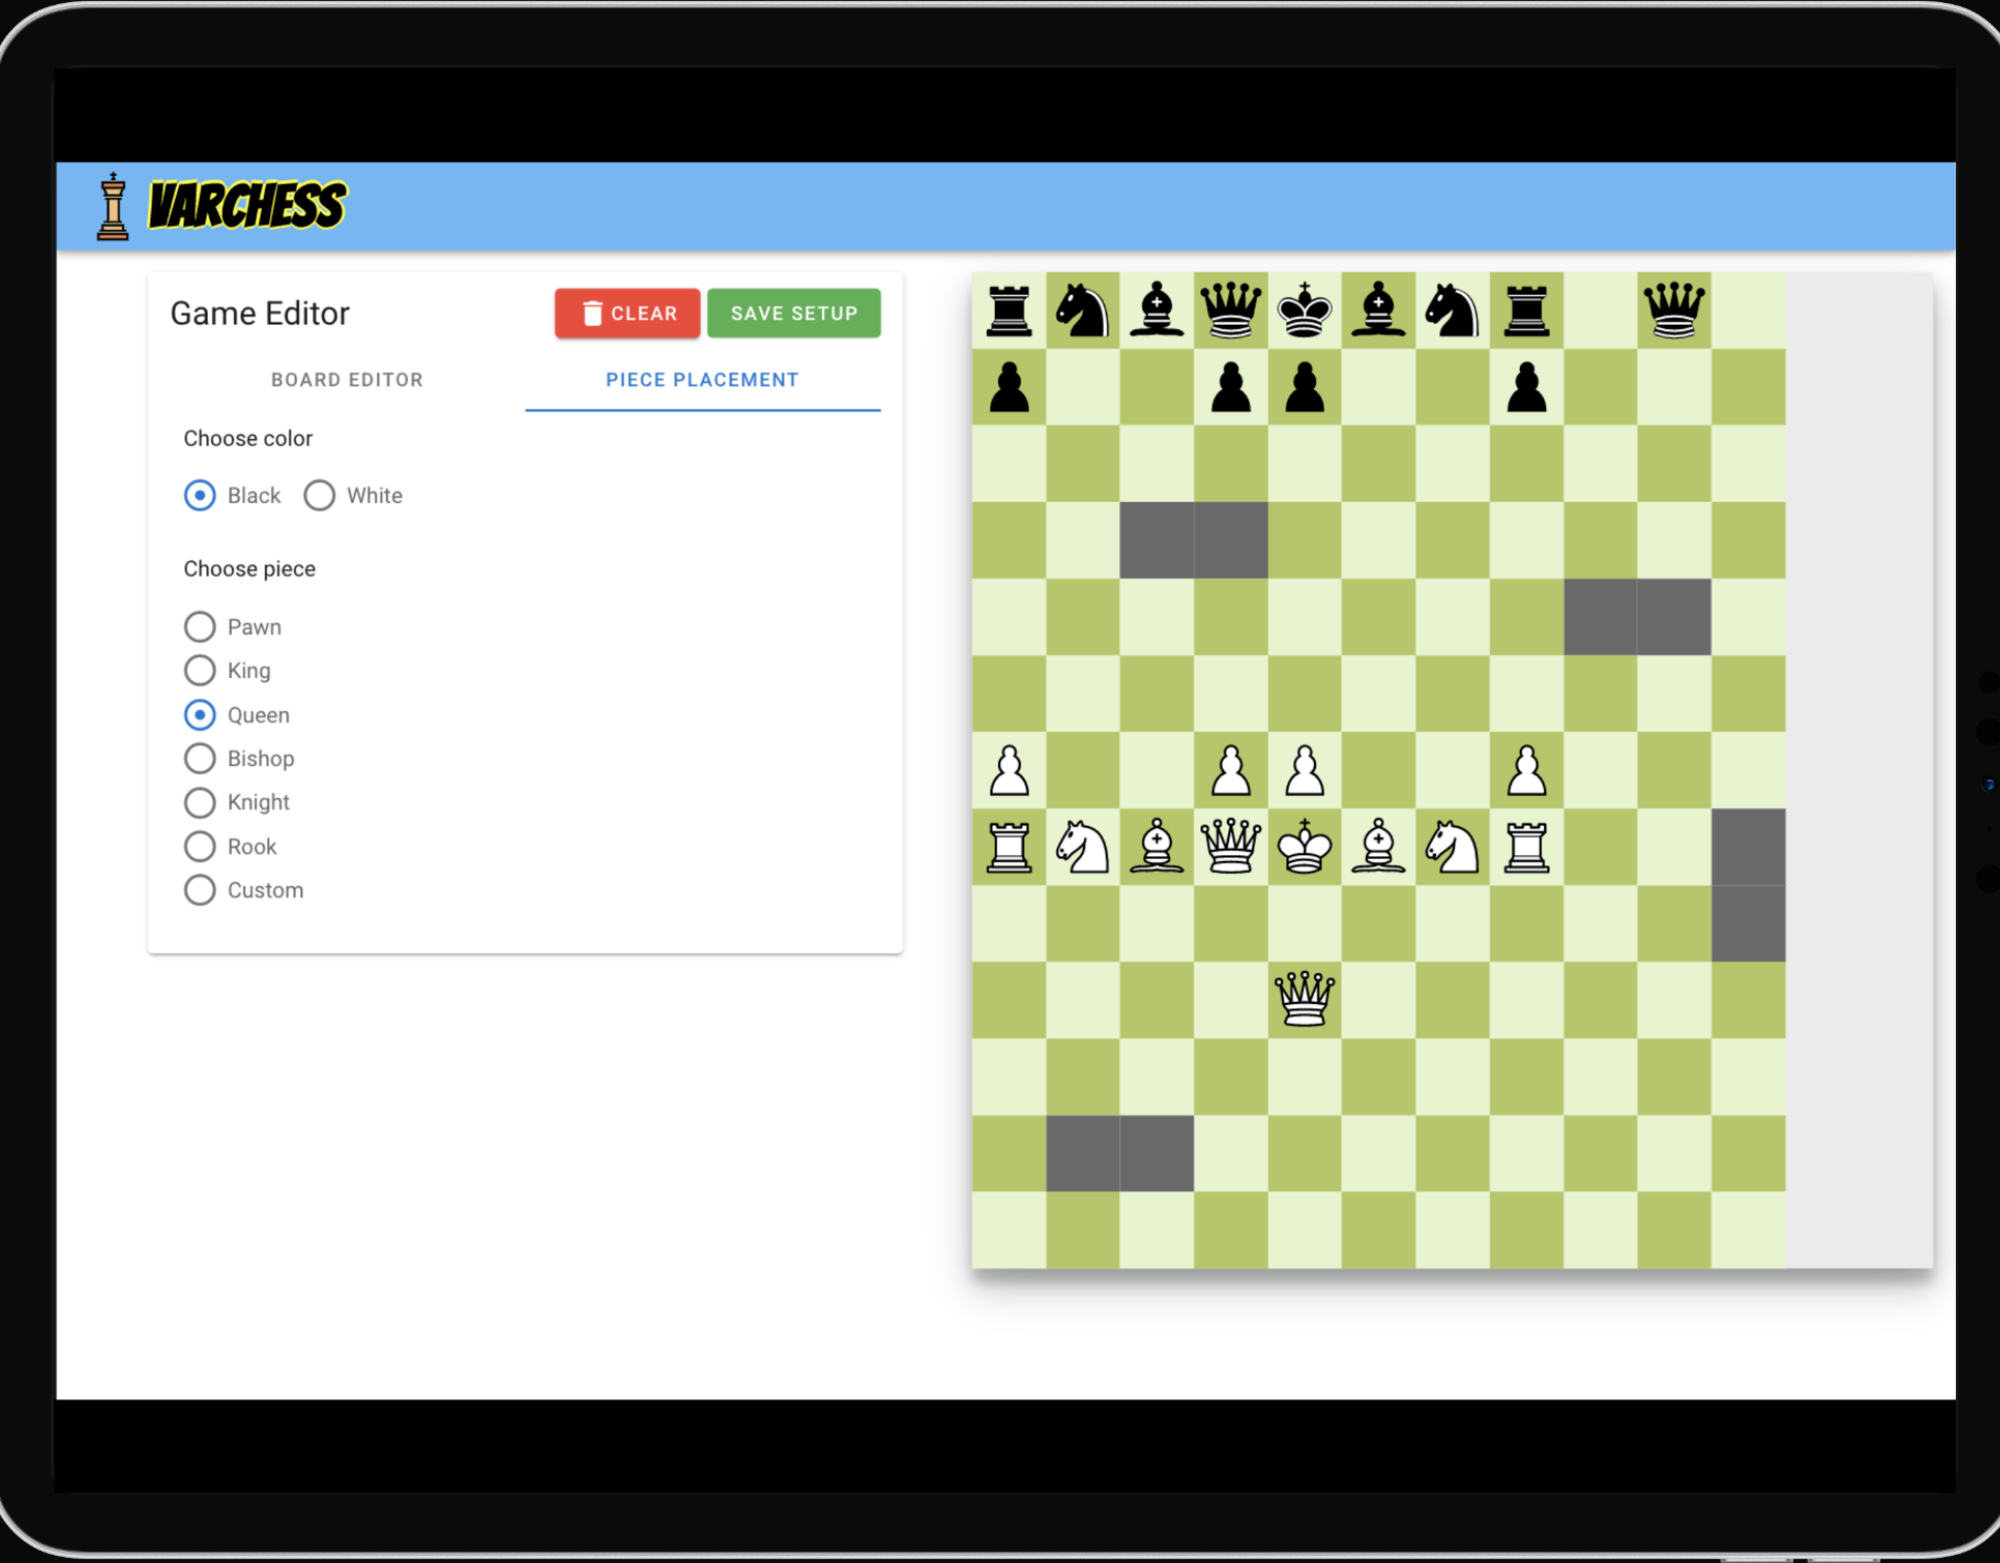 VARCHESS
Game Editor
CLEAR
SAVE SETUP
BOARD EDITOR
PIECE PLACEMENT
Choose color
Black
White
Choose piece
Pawn
King
Queen
Bishop
Knight
Rook
Custom